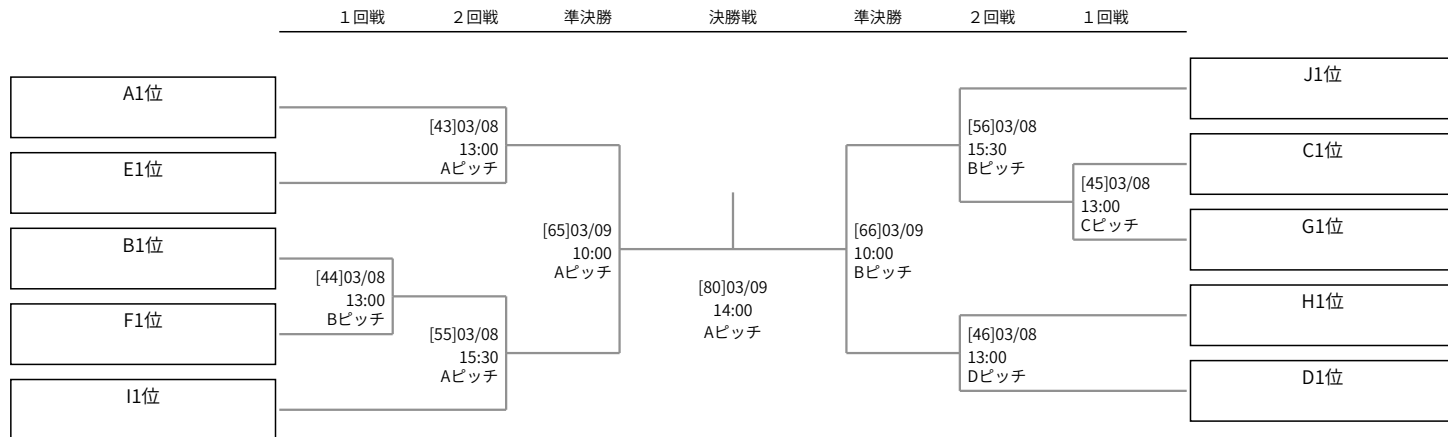 １回戦 ２回戦 準決勝 決勝戦 準決勝 ２回戦 １回戦
A1位
E1位
B1位
F1位
I1位
[43]03/08
13:00
Aピッチ
[44]03/08
13:00
Bピッチ
[55]03/08
15:30
Aピッチ
[65]03/09
10:00
Aピッチ
[80]03/09
14:00
Aピッチ
[66]03/09
10:00
Bピッチ
[56]03/08
15:30
Bピッチ
[45]03/08
13:00
Cピッチ
[46]03/08
13:00
Dピッチ
J1位
C1位
G1位
H1位
D1位